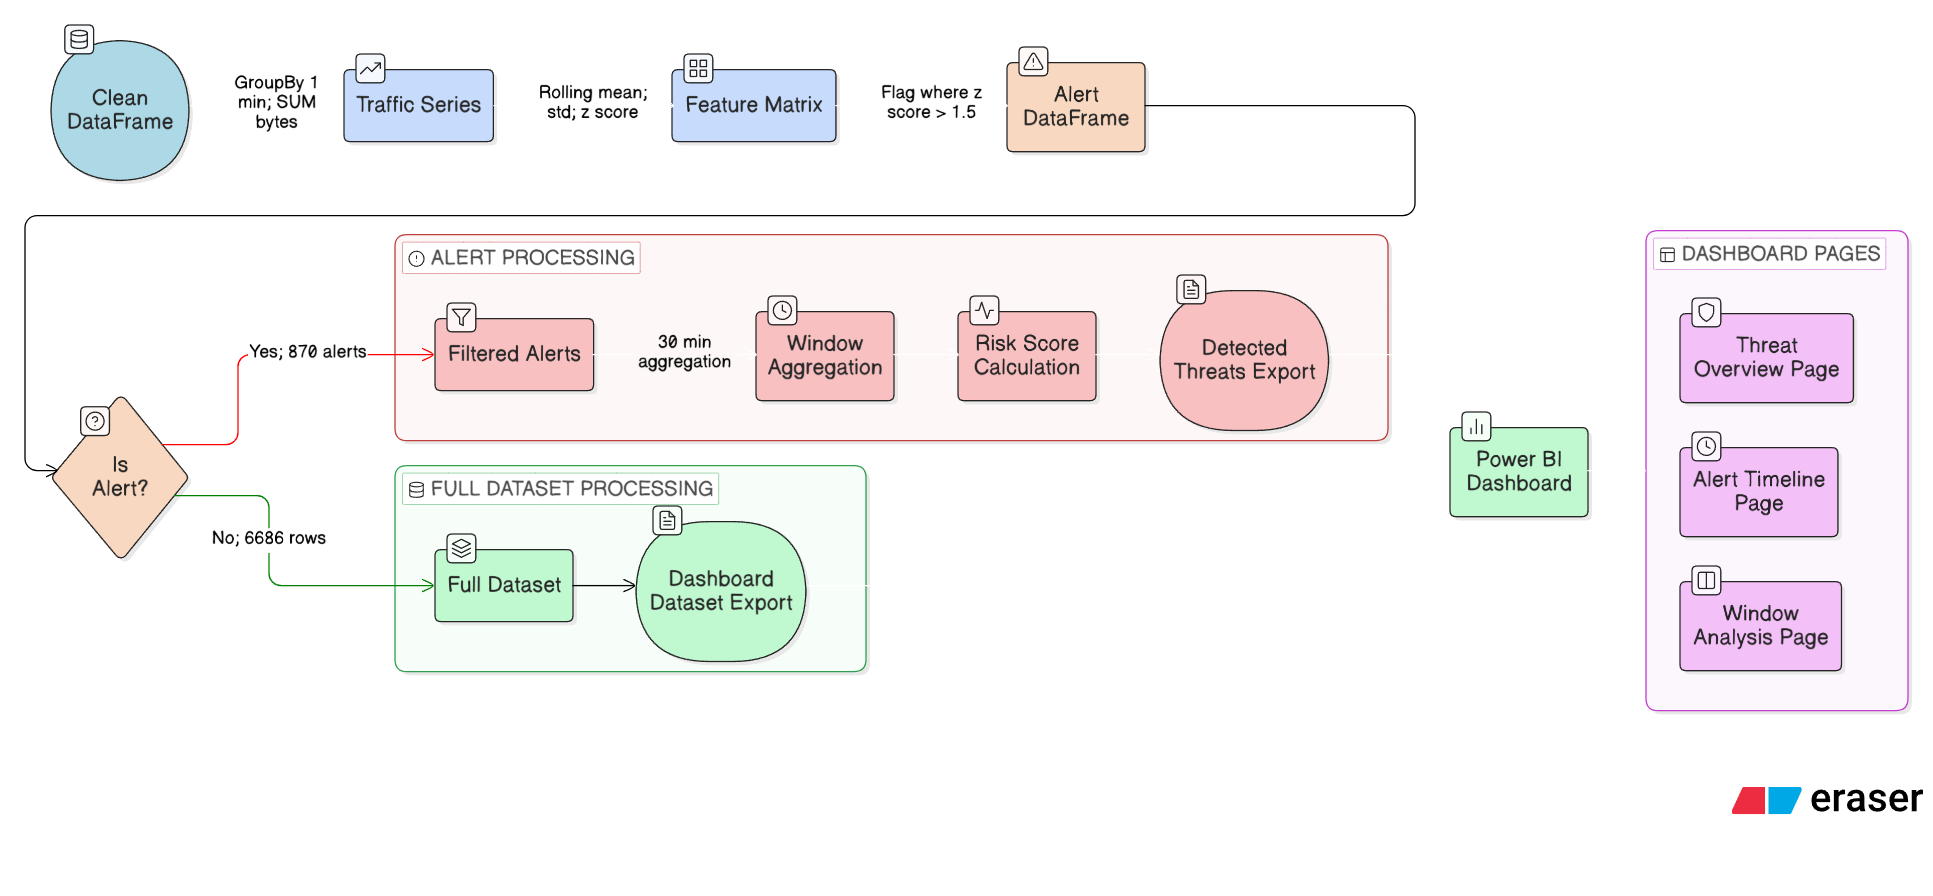 Clean
DataFrame
GroupBy 1
min; SUM
bytes
Traffic Series
Rolling mean;
std; z score
Feature Matrix
Flag where z
score > 1.5
Alert
DataFrame
ALERT PROCESSING
Yes; 870 alerts
Filtered Alerts
30 min
aggregation
Window
Aggregation
Risk Score
Calculation
Detected
Threats Export
Is
Alert?
No; 6686 rows
FULL DATASET PROCESSING
Full Dataset
Dashboard
Dataset Export
Power BI
Dashboard
DASHBOARD PAGES
Threat
Overview Page
Alert Timeline
Page
Window
Analysis Page
eraser